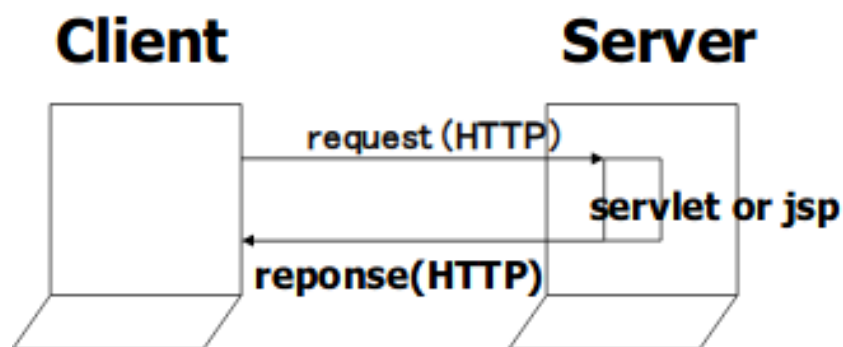 Client
Server
request(HTTP)
servlet or jsp
reponse(HTTP)